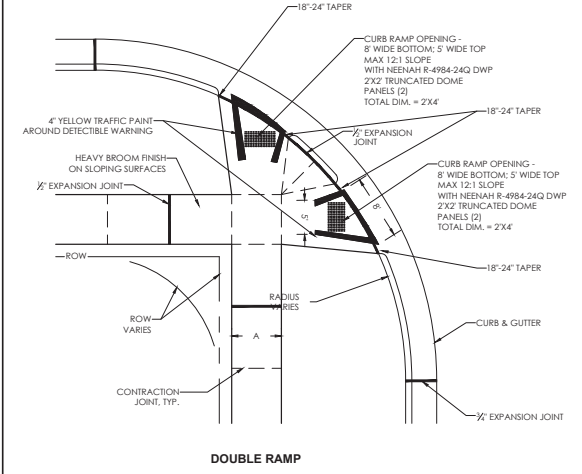 18"-24" TAPER
CURB RAMP OPENING -
8' WIDE BOTTOM; 5' WIDE TOP
MAX 12:1 SLOPE
WITH NEENAH R-4984-24Q DWP
2'X2' TRUNCATED DOME
PANELS (2)
TOTAL DIM. = 2'X4'
4" YELLOW TRAFFIC PAINT
AROUND DETECTIBLE WARNING
18"-24" TAPER
½" EXPANSION
JOINT
HEAVY BROOM FINISH
ON SLOPING SURFACES
CURB RAMP OPENING -
8' WIDE BOTTOM; 5' WIDE TOP
MAX 12:1 SLOPE
WITH NEENAH R-4984-24Q DWP
2'X2' TRUNCATED DOME
PANELS (2)
TOTAL DIM. = 2'X4'
½" EXPANSION JOINT
5'
8'
ROW
18"-24" TAPER
RADIUS
VARIES
ROW
VARIES
CURB & GUTTER
A
CONTRACTION
JOINT, TYP.
¾" EXPANSION JOINT
DOUBLE RAMP